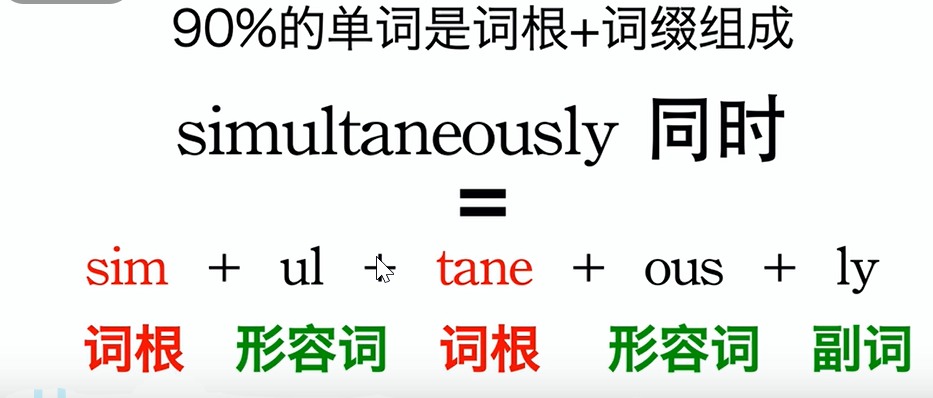 90%的单词是词根+词缀组成
simultaneously 同时
=
sim + ul + tane + ous + ly
词根 形容词 词根 形容词 副词